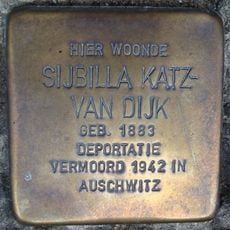 HIER WOONDE
SIJBILLA KATZ-
VAN DIJK
GEB. 1883
DEPORTATIE
VERMOORD 1942 IN
AUSCHWITZ